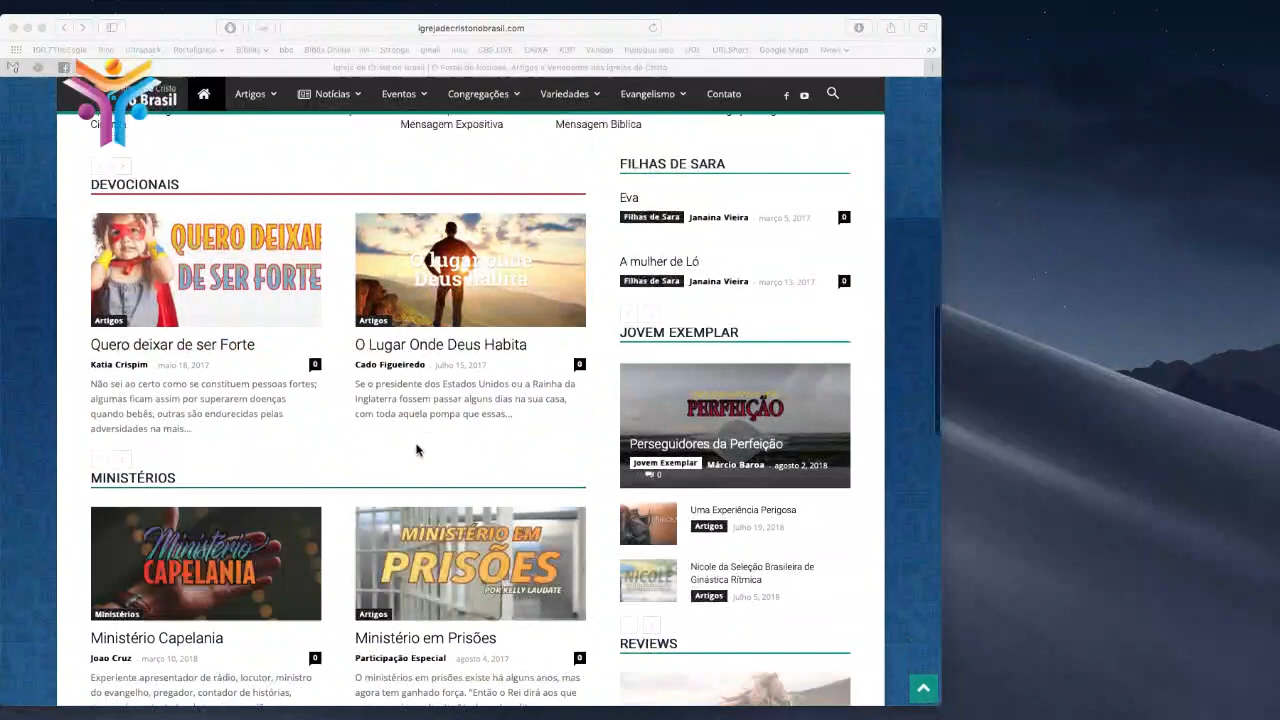 igrejadecristonobrasil.com
Bíblia Online
Strongs
CAIXA
URLShort
Google Maps
News
o Brasil
Artigos
Notícias
Eventos
Congregações
Variedades
Evangelismo
Contato
Mensagem Expositiva
Mensagem Bíblica
DEVOCIONAIS
QUERO DEIXAR
DE SER FORTE
Artigos
Quero deixar de ser Forte
Katia Crispim - maio 18, 2017
0
Não sei ao certo como se constituem pessoas fortes;
algumas ficam assim por superarem doenças
quando bebês, outras são endurecidas pelas
adversidades na mais...
O lugar onde
Deus Habita
Artigos
O Lugar Onde Deus Habita
Cado Figueiredo - julho 15, 2017
0
Se o presidente dos Estados Unidos ou a Rainha da
Inglaterra fossem passar alguns dias na sua casa,
com toda aquela pompa que essas...
MINISTÉRIOS
Ministério
CAPELANIA
Ministérios
Ministério Capelania
Joao Cruz - março 10, 2018
0
Experiente apresentador de rádio, locutor, ministro
do evangelho, pregador, contador de histórias,
MINISTÉRIO EM
PRISÕES
POR KELLY LAUDATE
Artigos
Ministério em Prisões
Participação Especial - agosto 4, 2017
0
O ministérios em prisões existe há alguns anos, mas
agora tem ganhado força. "Então o Rei dirá aos que
FILHAS DE SARA
Eva
Filhas de Sara Janaina Vieira - março 5, 2017
0
A mulher de Ló
Filhas de Sara Janaina Vieira - março 13, 2017
0
JOVEM EXEMPLAR
PERFEIÇÃO
Perseguidores da Perfeição
Jovem Exemplar Márcio Baroa - agosto 2, 2018
0
Uma Experiência Perigosa
Artigos julho 19, 2018
NICOLE
Nicole da Seleção Brasileira de
Ginástica Rítmica
Artigos julho 5, 2018
REVIEWS